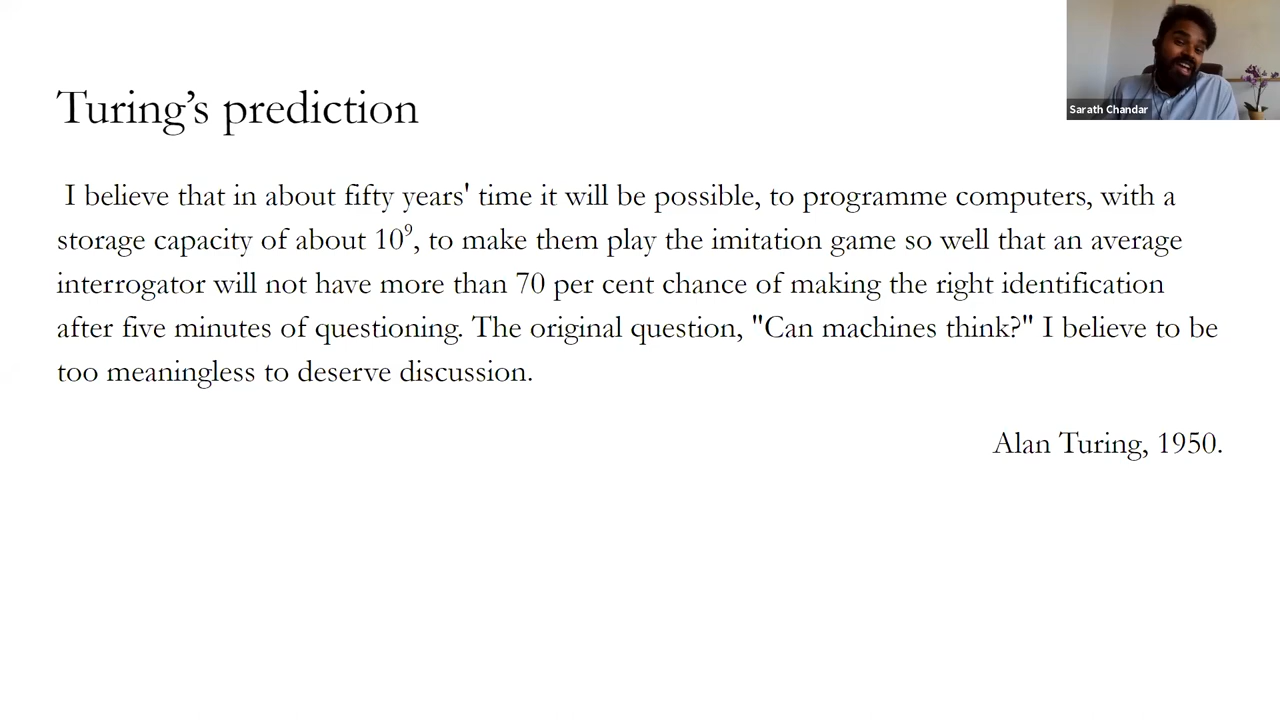 Turing’s prediction
Sarath Chandar
I believe that in about fifty years' time it will be possible, to programme computers, with a
storage capacity of about 10⁹, to make them play the imitation game so well that an average
interrogator will not have more than 70 per cent chance of making the right identification
after five minutes of questioning. The original question, "Can machines think?" I believe to be
too meaningless to deserve discussion.
Alan Turing, 1950.